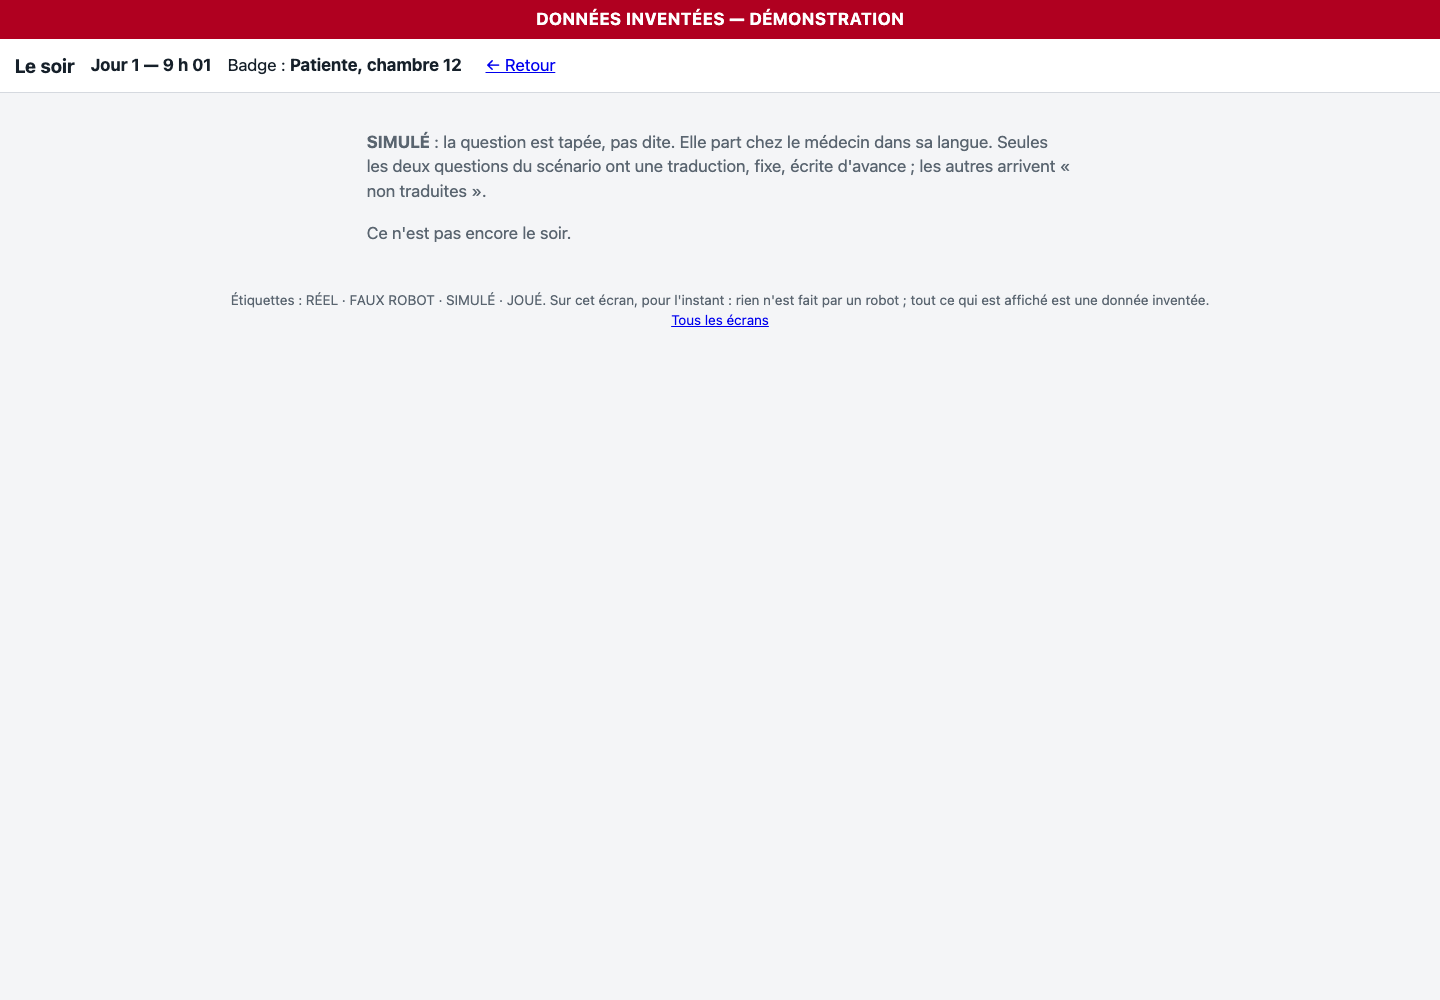 DONNÉES INVENTÉES — DÉMONSTRATION
Le soir Jour 1 — 9 h 01 Badge : Patiente, chambre 12 ← Retour
SIMULÉ : la question est tapée, pas dite. Elle part chez le médecin dans sa langue. Seules
les deux questions du scénario ont une traduction, fixe, écrite d'avance ; les autres arrivent «
non traduites ».
Ce n'est pas encore le soir.
Étiquettes : RÉEL · FAUX ROBOT · SIMULÉ · JOUÉ. Sur cet écran, pour l'instant : rien n'est fait par un robot ; tout ce qui est affiché est une donnée inventée.
Tous les écrans